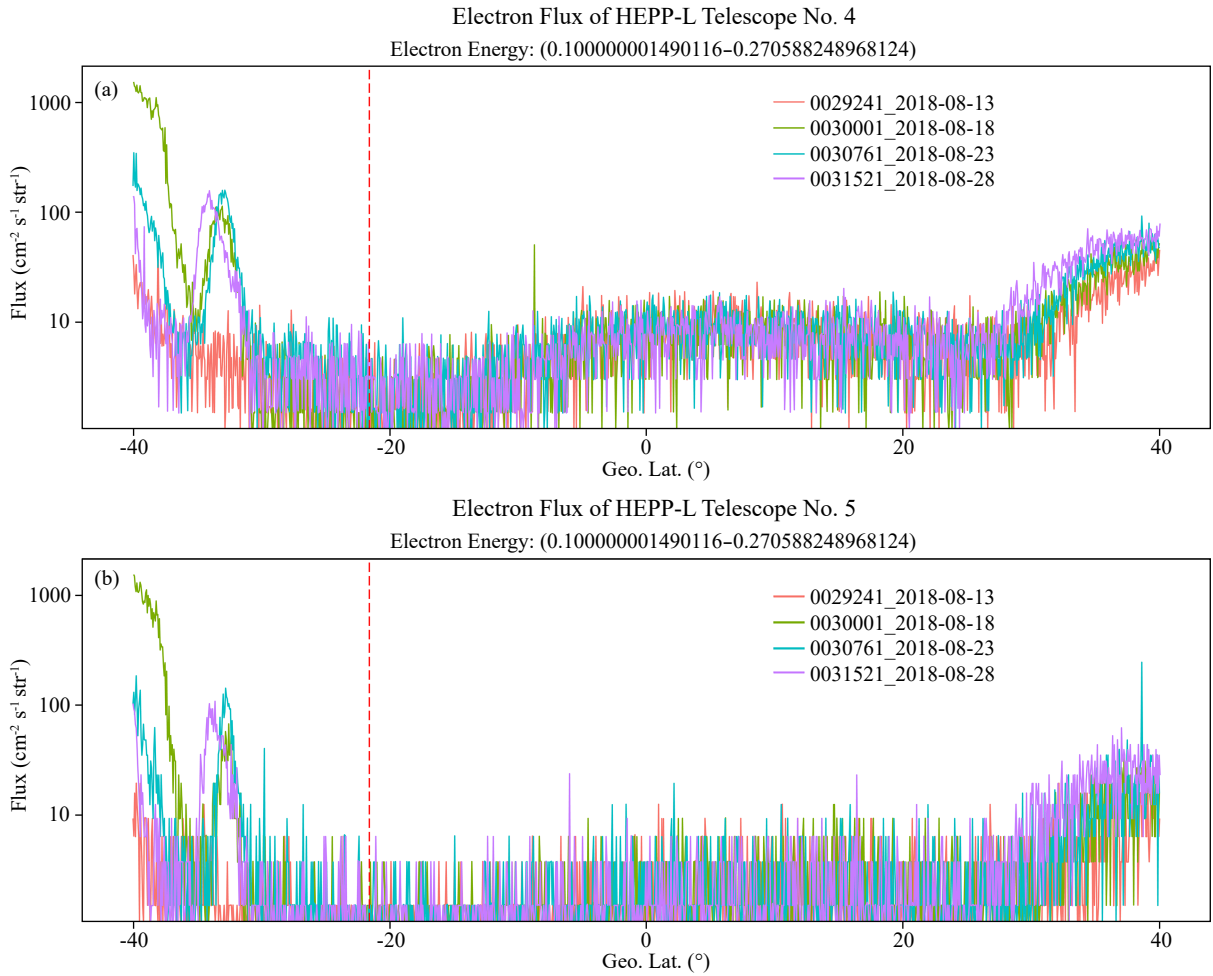 Electron Flux of HEPP-L Telescope No. 4
Electron Energy: (0.100000001490116–0.270588248968124)
(a)
0029241_2018-08-13
0030001_2018-08-18
0030761_2018-08-23
0031521_2018-08-28
Flux (cm⁻² s⁻¹ str⁻¹)
1000
100
10
-40
-20
0
20
40
Geo. Lat. (°)
Electron Flux of HEPP-L Telescope No. 5
Electron Energy: (0.100000001490116–0.270588248968124)
(b)
0029241_2018-08-13
0030001_2018-08-18
0030761_2018-08-23
0031521_2018-08-28
Flux (cm⁻² s⁻¹ str⁻¹)
1000
100
10
-40
-20
0
20
40
Geo. Lat. (°)